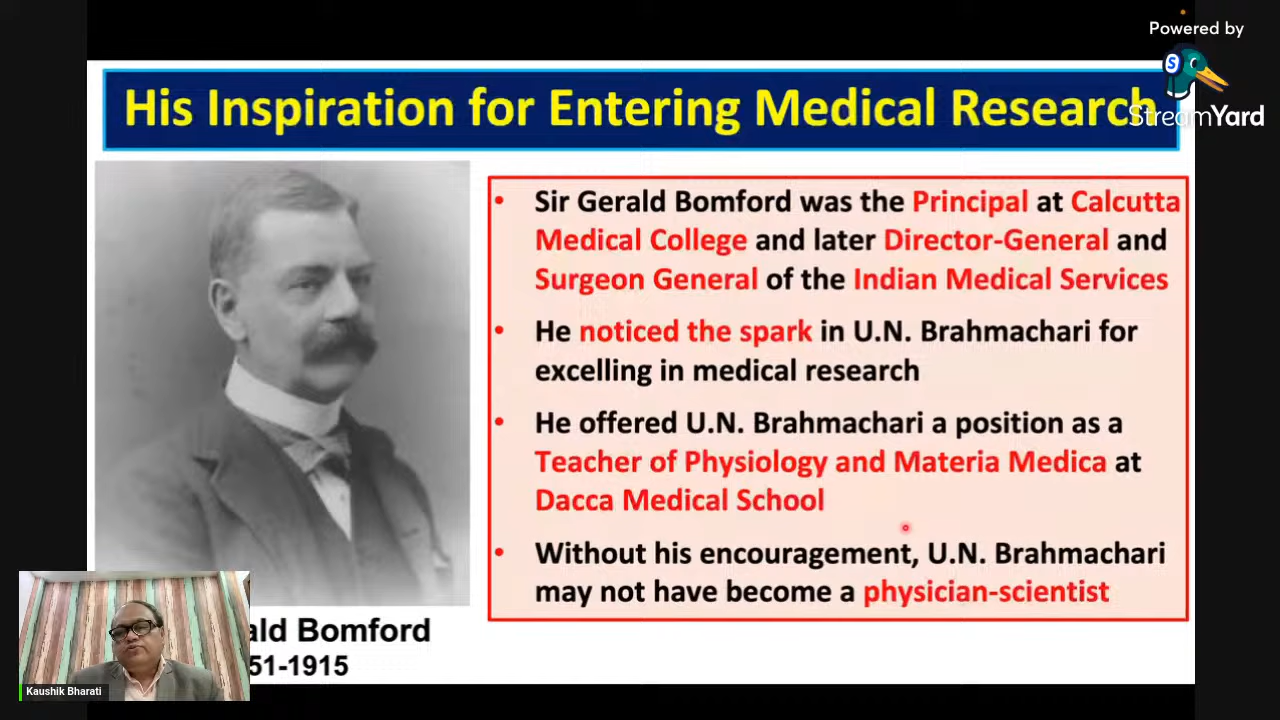 Powered by
StreamYard
His Inspiration for Entering Medical Research
• Sir Gerald Bomford was the Principal at Calcutta
Medical College and later Director-General and
Surgeon General of the Indian Medical Services
• He noticed the spark in U.N. Brahmachari for
excelling in medical research
• He offered U.N. Brahmachari a position as a
Teacher of Physiology and Materia Medica at
Dacca Medical School
• Without his encouragement, U.N. Brahmachari
may not have become a physician-scientist
ald Bomford
51-1915
Kaushik Bharati